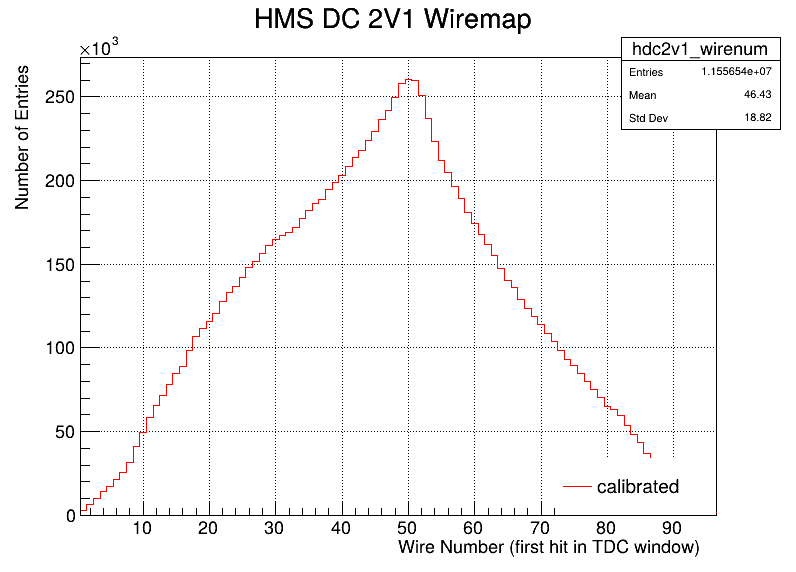 HMS DC 2V1 Wiremap
×10³
hdc2v1_wirenum
Entries 1.155654e+07
Mean 46.43
Std Dev 18.82
Number of Entries
250
200
150
100
50
0
calibrated
10 20 30 40 50 60 70 80 90
Wire Number (first hit in TDC window)